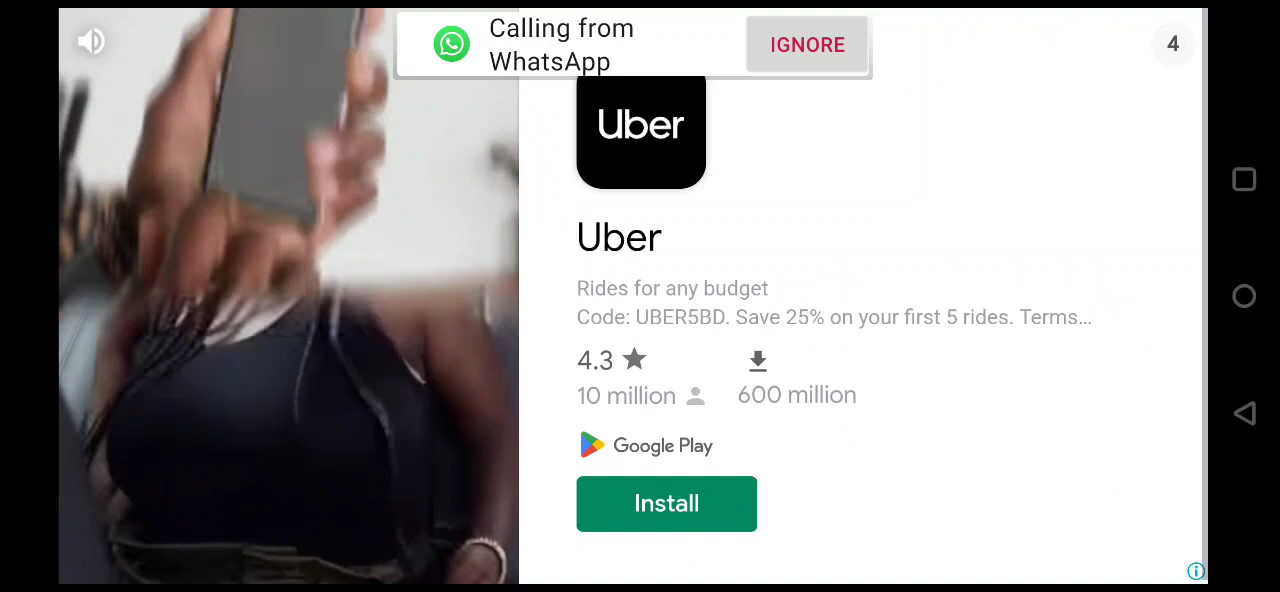 Calling from
WhatsApp
IGNORE
4
Uber
Uber
Rides for any budget
Code: UBER5BD. Save 25% on your first 5 rides. Terms...
4.3
10 million
600 million
Google Play
Install